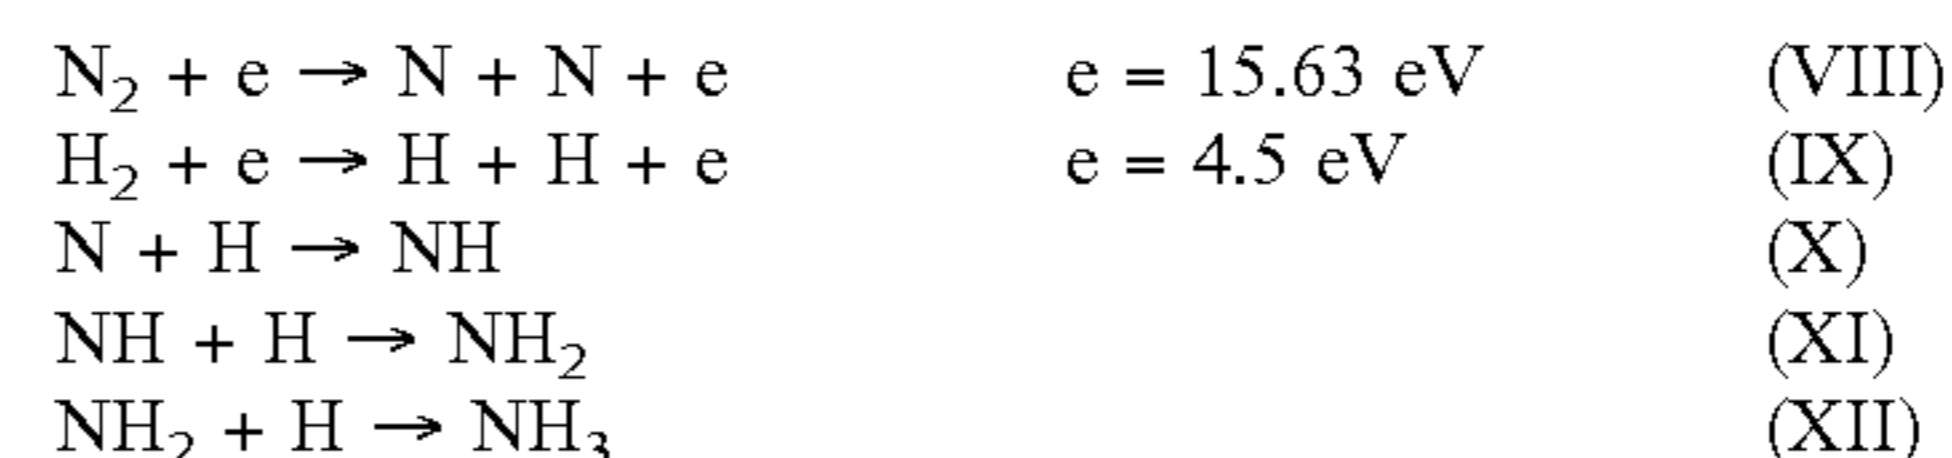 N₂ + e → N + N + e e = 15.63 eV (VIII)
H₂ + e → H + H + e e = 4.5 eV (IX)
N + H → NH (X)
NH + H → NH₂ (XI)
NH₂ + H → NH₃ (XII)